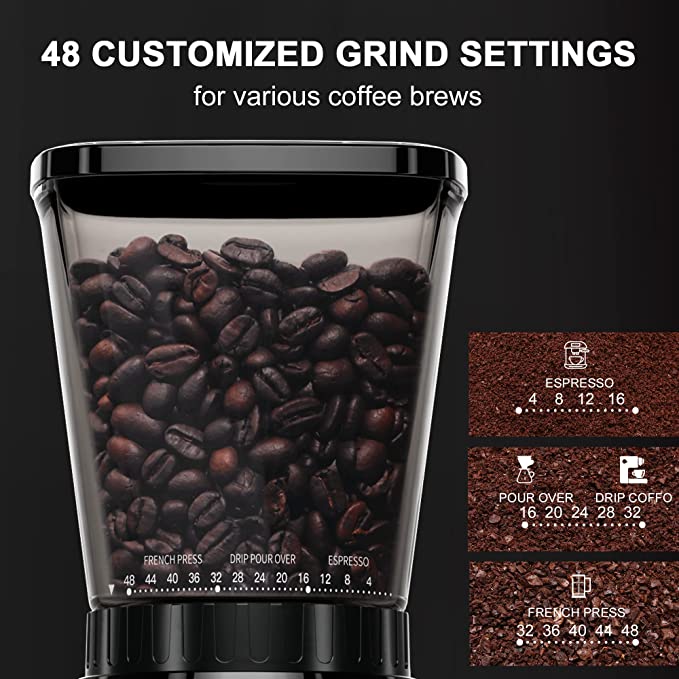 48 CUSTOMIZED GRIND SETTINGS
for various coffee brews
FRENCH PRESS DRIP POUR OVER ESPRESSO
48 44 40 36 32 28 24 20 16 12 8 4
ESPRESSO
4 8 12 16
POUR OVER DRIP COFFO
16 20 24 28 32
FRENCH PRESS
32 36 40 44 48